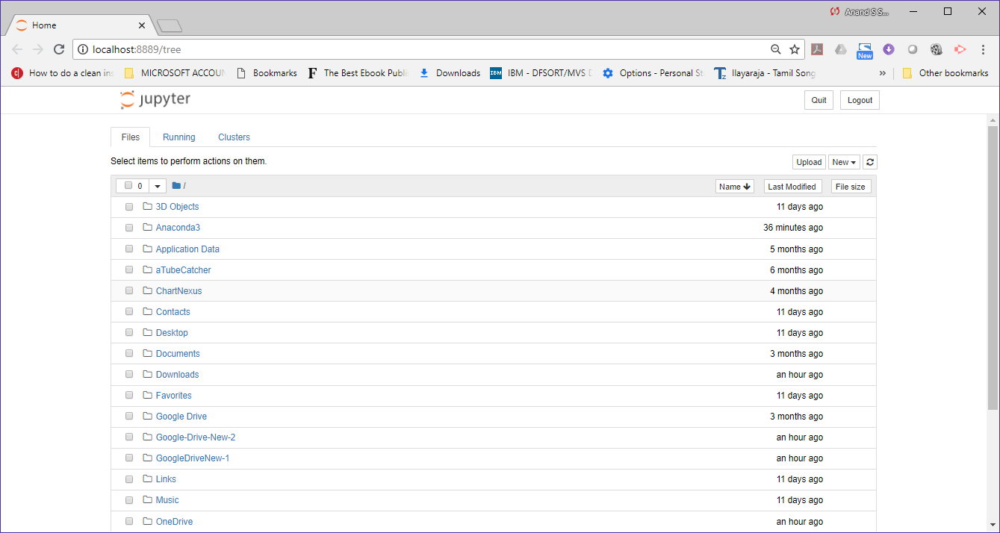 Anand S S...
Home
localhost:8889/tree
New
How to do a clean ins
MICROSOFT ACCOUN
Bookmarks
F The Best Ebook Publi
Downloads
IBM IBM - DFSORT/MVS D
Options - Personal St
Tz Ilayaraja - Tamil Song
»
Other bookmarks
jupyter
Quit
Logout
Files
Running
Clusters
Select items to perform actions on them.
Upload
New
0
/
Name
Last Modified
File size
3D Objects 11 days ago
Anaconda3 36 minutes ago
Application Data 5 months ago
aTubeCatcher 6 months ago
ChartNexus 4 months ago
Contacts 11 days ago
Desktop 11 days ago
Documents 3 months ago
Downloads an hour ago
Favorites 11 days ago
Google Drive 3 months ago
Google-Drive-New-2 an hour ago
GoogleDriveNew-1 an hour ago
Links 11 days ago
Music 11 days ago
OneDrive an hour ago